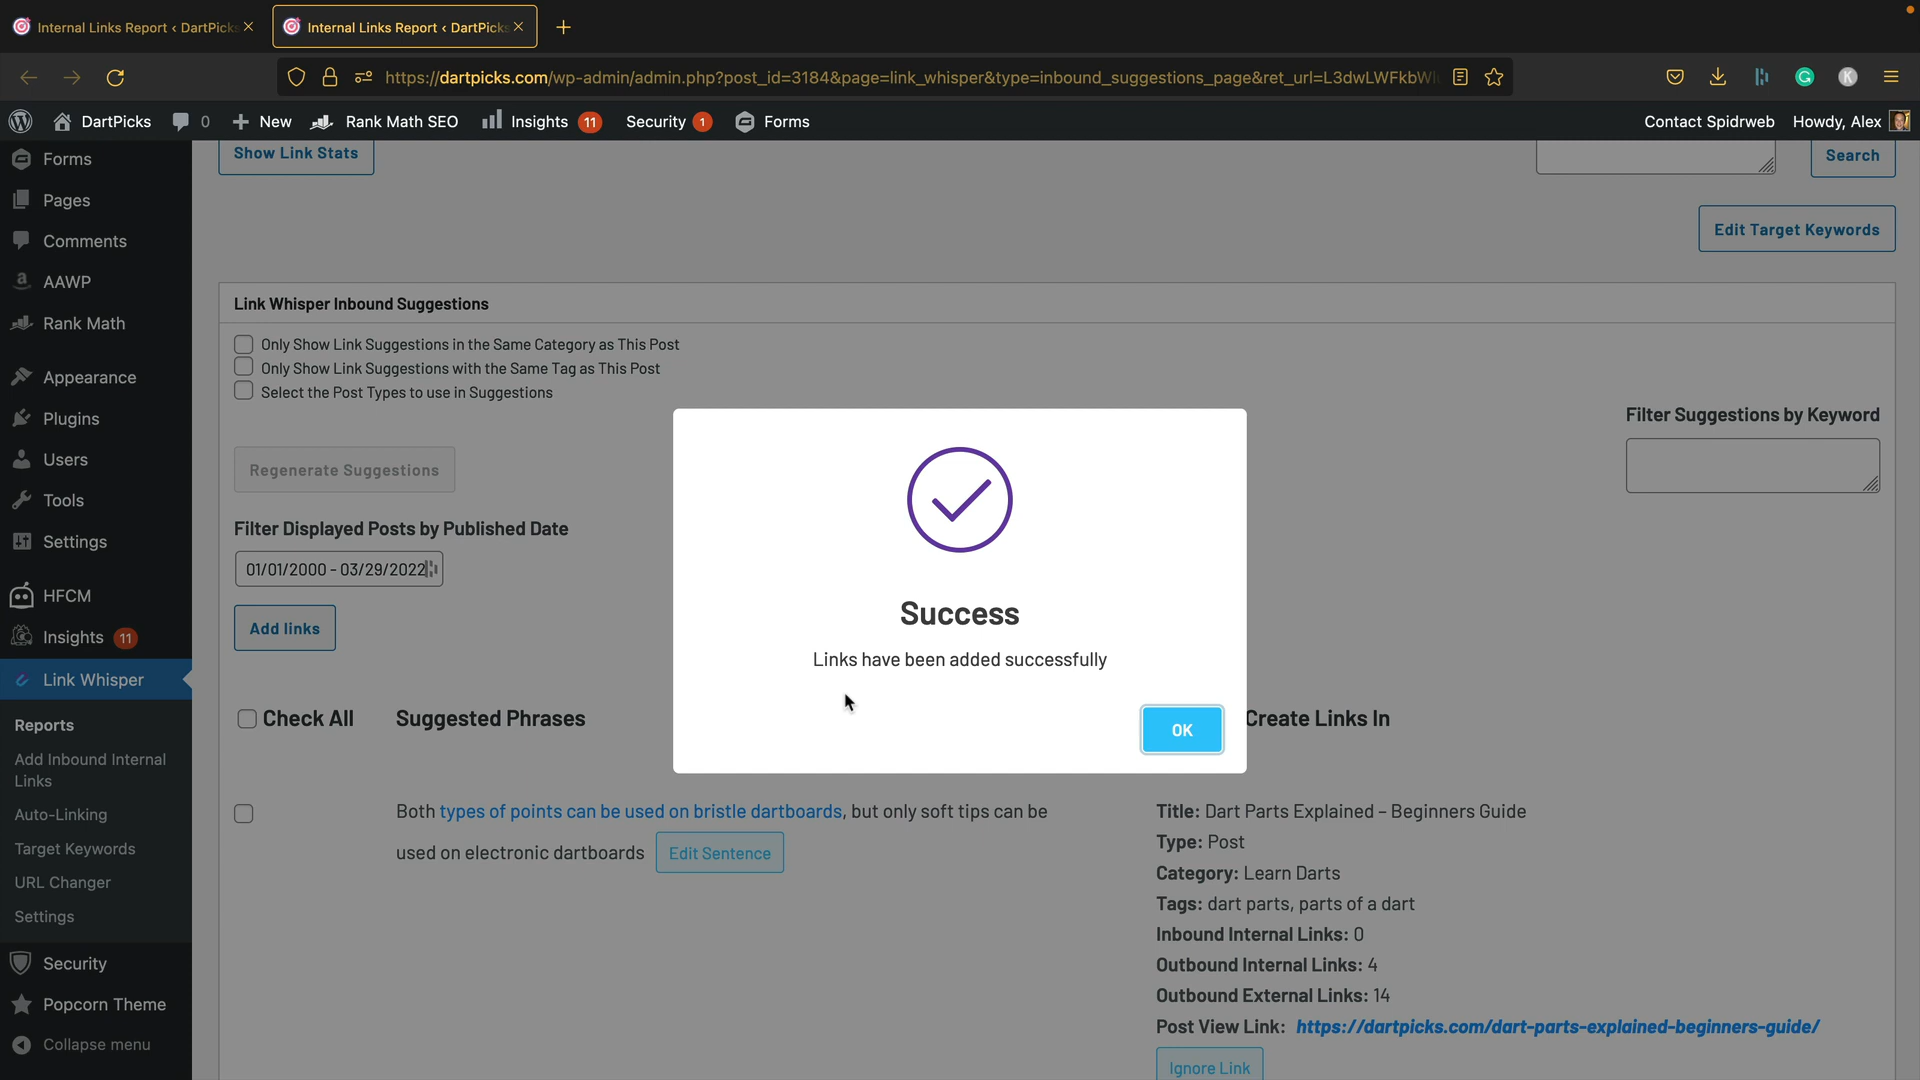 Internal Links Report ‹ DartPicks
Internal Links Report ‹ DartPicks
https://dartpicks.com/wp-admin/admin.php?post_id=3184&page=link_whisper&type=inbound_suggestions_page&ret_url=L3dwLWFkbW
DartPicks
0
New
Rank Math SEO
Insights 11
Security 1
Forms
Contact Spidrweb
Howdy, Alex
Forms
Pages
Comments
AAWP
Rank Math
Appearance
Plugins
Users
Tools
Settings
HFCM
Insights 11
Link Whisper
Reports
Add Inbound Internal
Links
Auto-Linking
Target Keywords
URL Changer
Settings
Security
Popcorn Theme
Collapse menu
Show Link Stats
Search
Edit Target Keywords
Link Whisper Inbound Suggestions
Only Show Link Suggestions in the Same Category as This Post
Only Show Link Suggestions with the Same Tag as This Post
Select the Post Types to use in Suggestions
Filter Suggestions by Keyword
Regenerate Suggestions
Filter Displayed Posts by Published Date
01/01/2000 - 03/29/2022
Add links
Success
Links have been added successfully
OK
Check All
Suggested Phrases
Create Links In
Both types of points can be used on bristle dartboards, but only soft tips can be
used on electronic dartboards
Edit Sentence
Title: Dart Parts Explained – Beginners Guide
Type: Post
Category: Learn Darts
Tags: dart parts, parts of a dart
Inbound Internal Links: 0
Outbound Internal Links: 4
Outbound External Links: 14
Post View Link: https://dartpicks.com/dart-parts-explained-beginners-guide/
Ignore Link